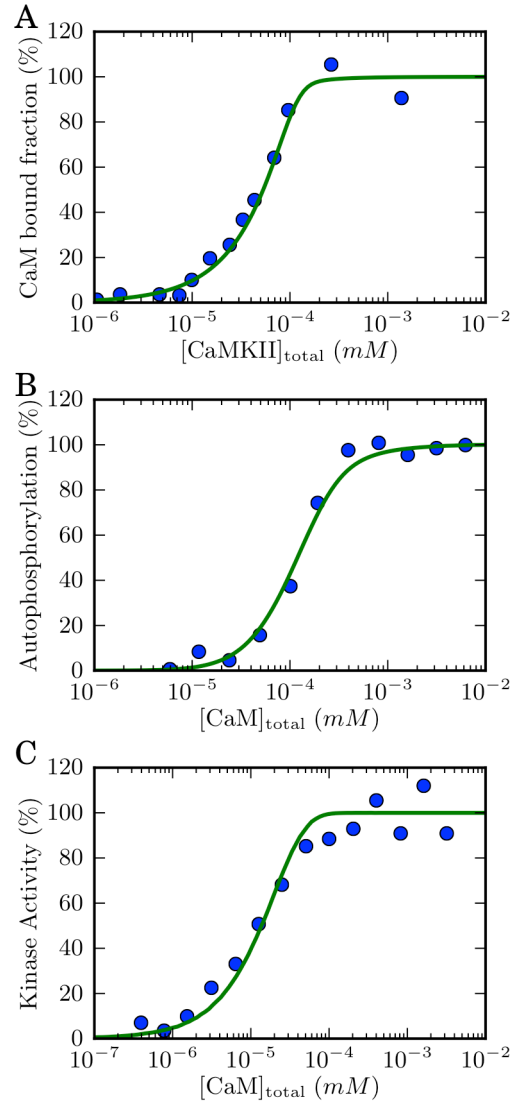 A
CaM bound fraction (%)
120
100
80
60
40
20
0
10⁻⁶ 10⁻⁵ 10⁻⁴ 10⁻³ 10⁻²
[CaMKII]total (mM)
B
Autophosphorylation (%)
120
100
80
60
40
20
0
10⁻⁶ 10⁻⁵ 10⁻⁴ 10⁻³ 10⁻²
[CaM]total (mM)
C
Kinase Activity (%)
120
100
80
60
40
20
0
10⁻⁷ 10⁻⁶ 10⁻⁵ 10⁻⁴ 10⁻³ 10⁻²
[CaM]total (mM)